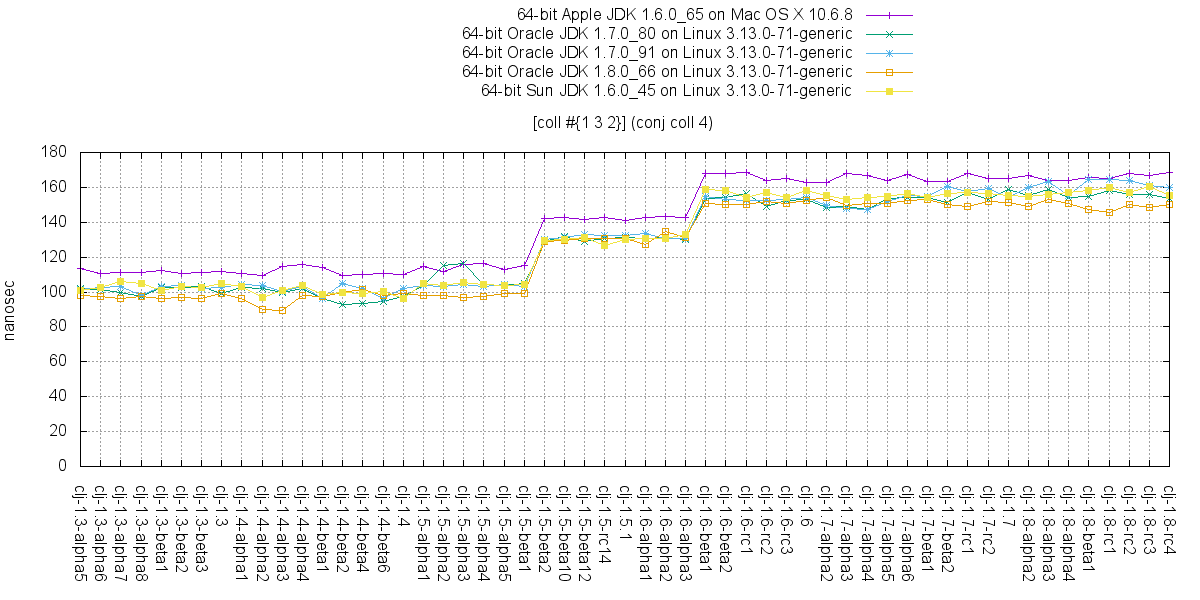 64-bit Apple JDK 1.6.0_65 on Mac OS X 10.6.8
64-bit Oracle JDK 1.7.0_80 on Linux 3.13.0-71-generic
64-bit Oracle JDK 1.7.0_91 on Linux 3.13.0-71-generic
64-bit Oracle JDK 1.8.0_66 on Linux 3.13.0-71-generic
64-bit Sun JDK 1.6.0_45 on Linux 3.13.0-71-generic
[coll #{1 3 2}] (conj coll 4)
180
160
140
120
100
80
60
40
20
0
nanosec
clj-1.3-alpha5
clj-1.3-alpha6
clj-1.3-alpha7
clj-1.3-alpha8
clj-1.3-beta1
clj-1.3-beta2
clj-1.3-beta3
clj-1.3
clj-1.4-alpha1
clj-1.4-alpha2
clj-1.4-alpha3
clj-1.4-alpha4
clj-1.4-beta1
clj-1.4-beta2
clj-1.4-beta4
clj-1.4-beta6
clj-1.4
clj-1.5-alpha1
clj-1.5-alpha2
clj-1.5-alpha3
clj-1.5-alpha4
clj-1.5-alpha5
clj-1.5-beta1
clj-1.5-beta2
clj-1.5-beta10
clj-1.5-beta12
clj-1.5-rc14
clj-1.5.1
clj-1.6-alpha1
clj-1.6-alpha2
clj-1.6-alpha3
clj-1.6-beta1
clj-1.6-beta2
clj-1.6-rc1
clj-1.6-rc2
clj-1.6-rc3
clj-1.6
clj-1.7-alpha2
clj-1.7-alpha3
clj-1.7-alpha4
clj-1.7-alpha5
clj-1.7-alpha6
clj-1.7-beta1
clj-1.7-beta2
clj-1.7-rc1
clj-1.7-rc2
clj-1.7
clj-1.8-alpha2
clj-1.8-alpha3
clj-1.8-alpha4
clj-1.8-beta1
clj-1.8-rc1
clj-1.8-rc2
clj-1.8-rc3
clj-1.8-rc4